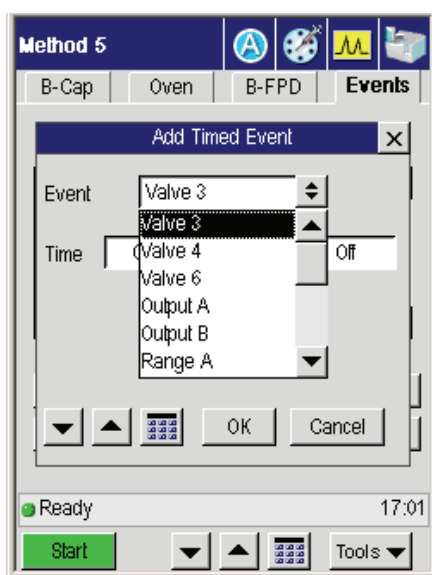 Method 5
B-Cap Oven B-FPD Events
Add Timed Event
Event Valve 3
Valve 3
Time Valve 4 Off
Valve 6
Output A
Output B
Range A
OK Cancel
Ready 17:01
Start Tools